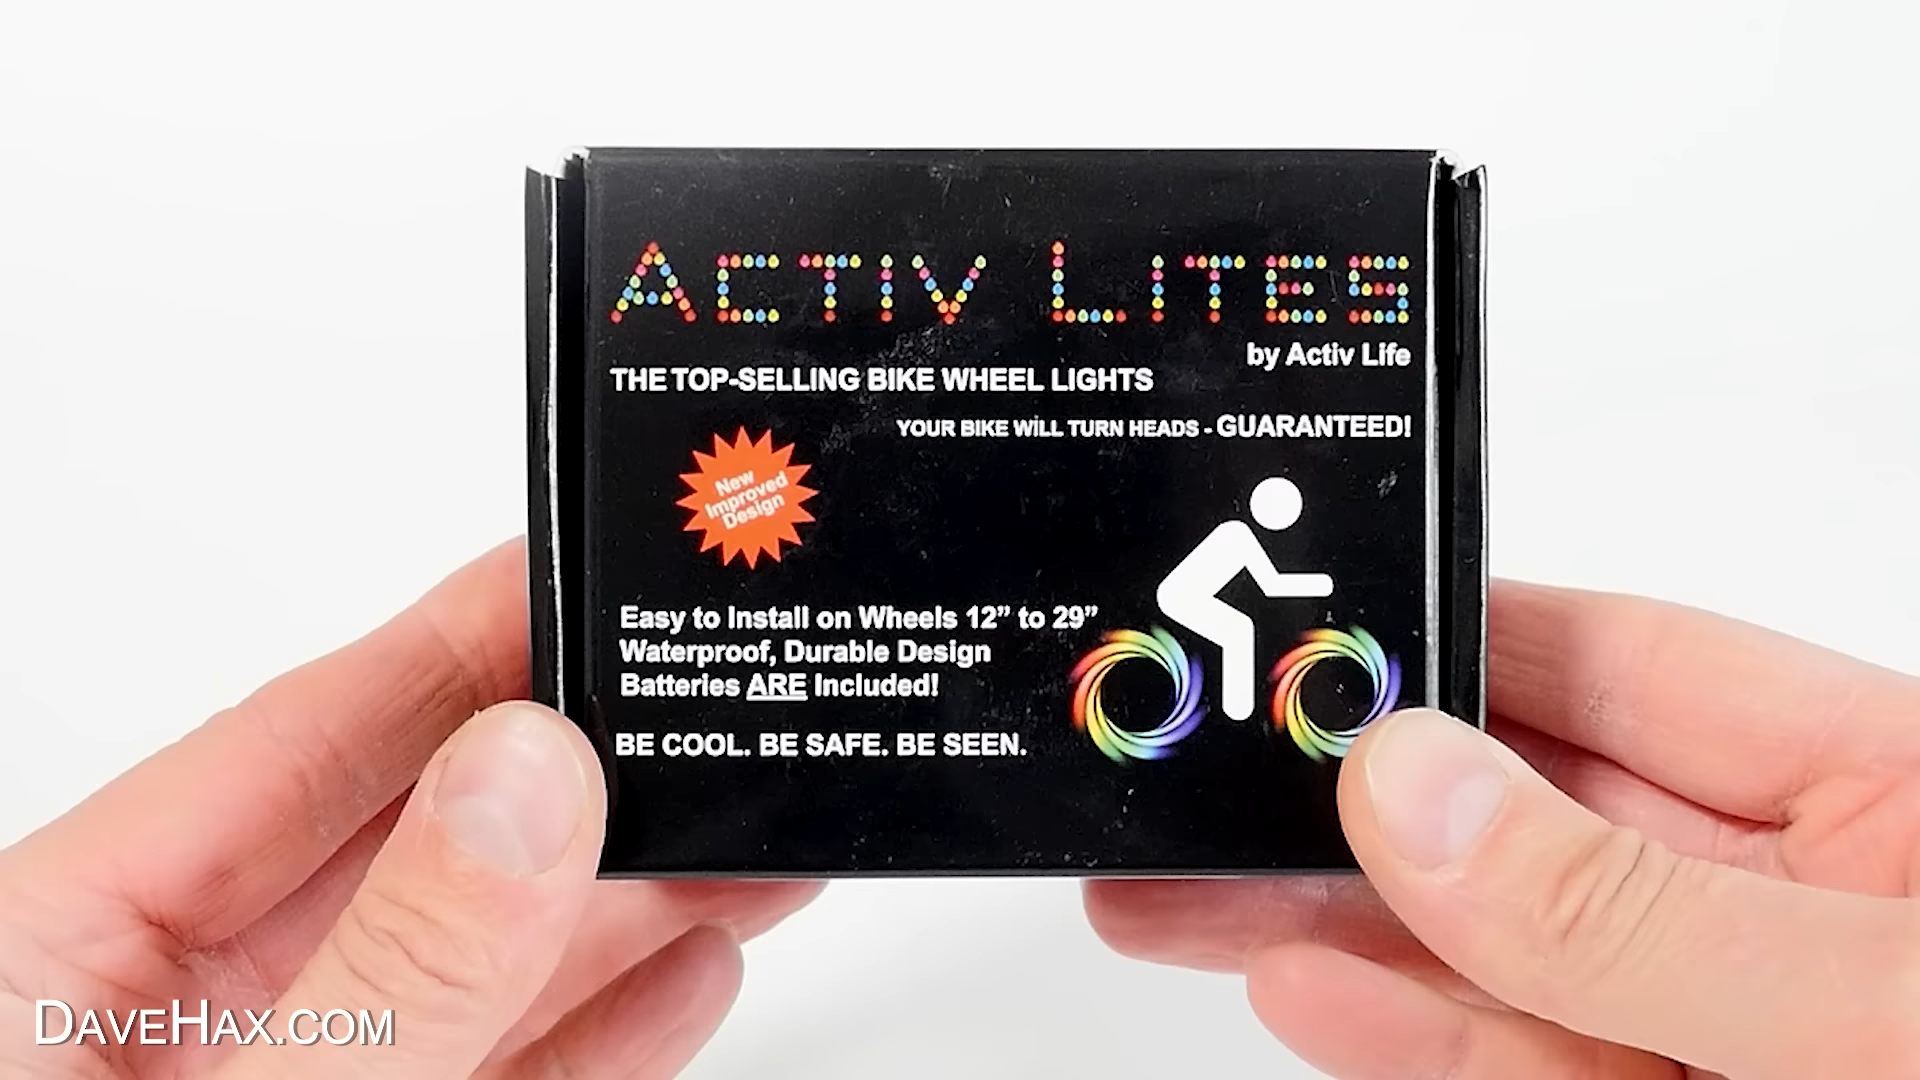 ACTIV LITES
by Activ Life
THE TOP-SELLING BIKE WHEEL LIGHTS
YOUR BIKE WiLL TURN HEADS - GUARANTEED!
New
Improved
Design
Easy to Install on Wheels 12” to 29”
Waterproof, Durable Design
Batteries ARE Included!
BE COOL. BE SAFE. BE SEEN.
DAVEHAX.COM